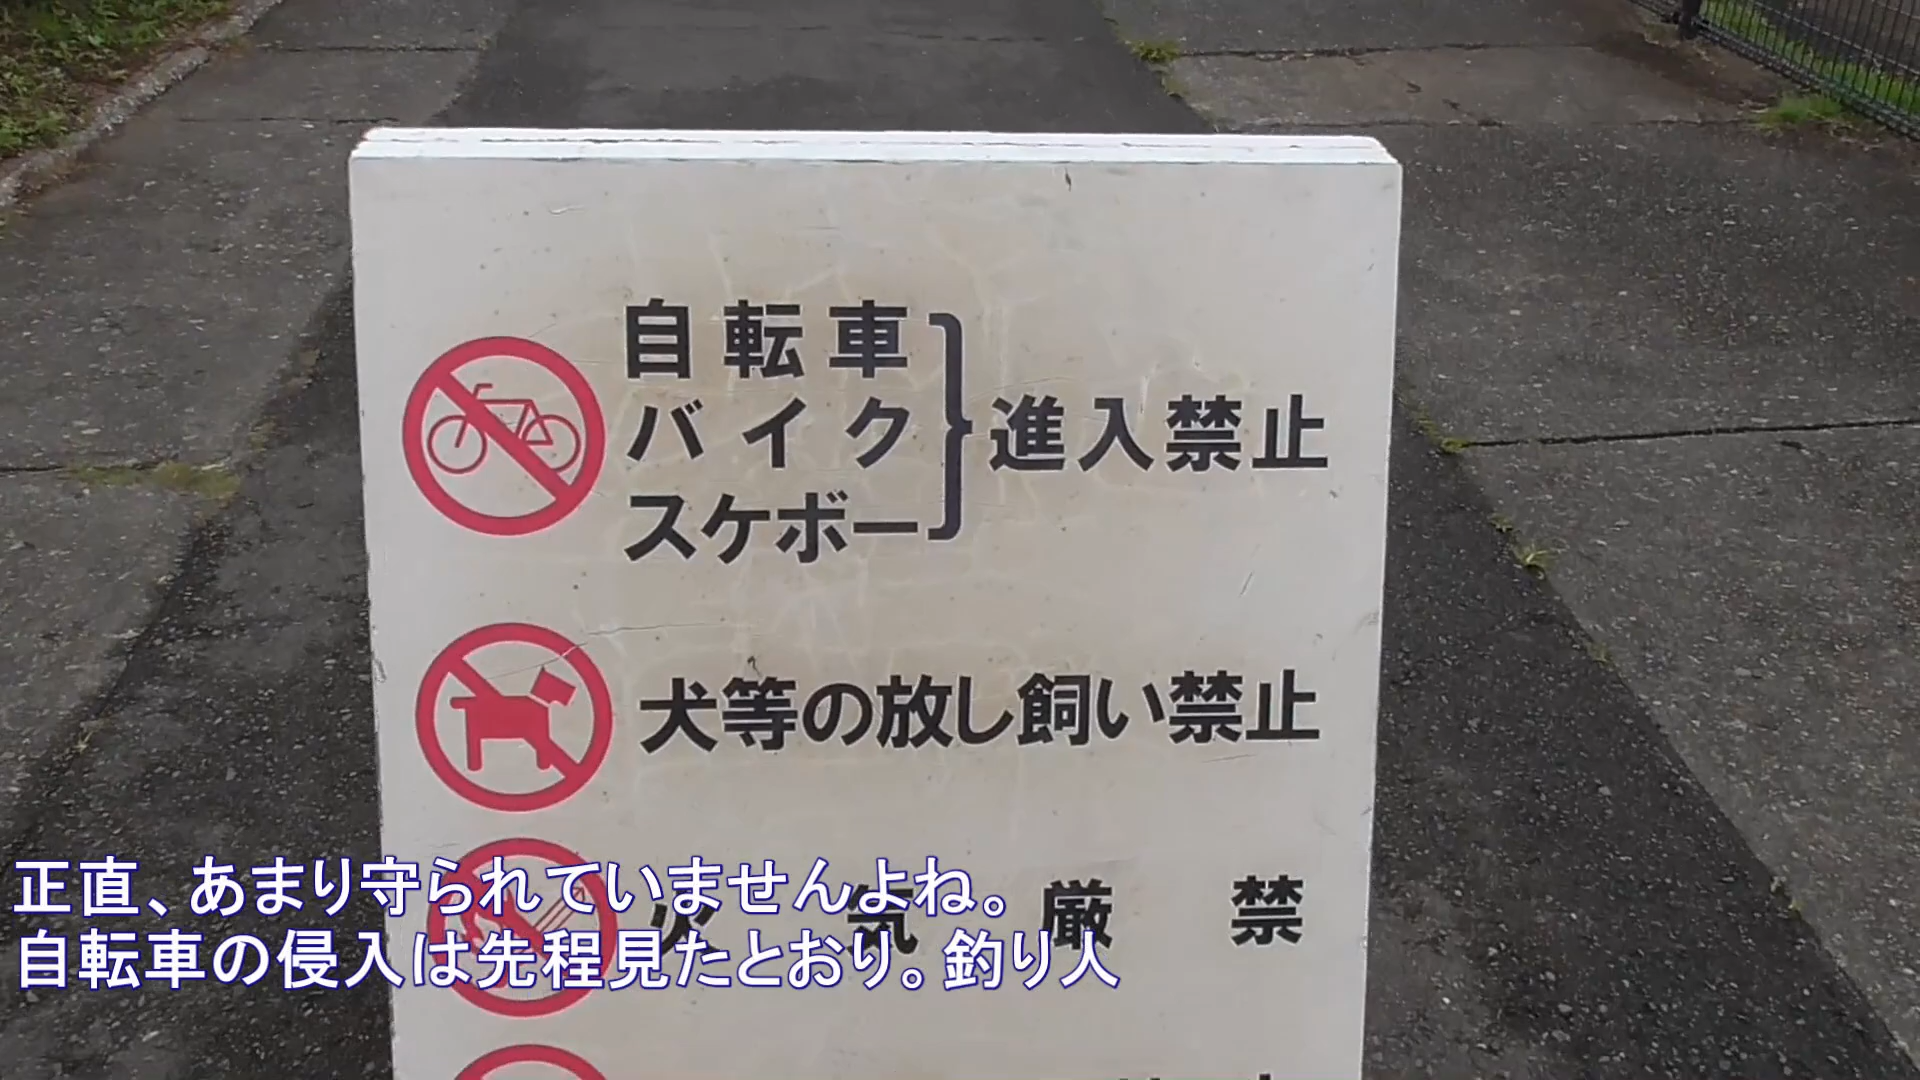 自転車
バイク
スケボー
進入禁止
犬等の放し飼い禁止
火気厳禁
正直、あまり守られていませんよね。
自転車の侵入は先程見たとおり。釣り人